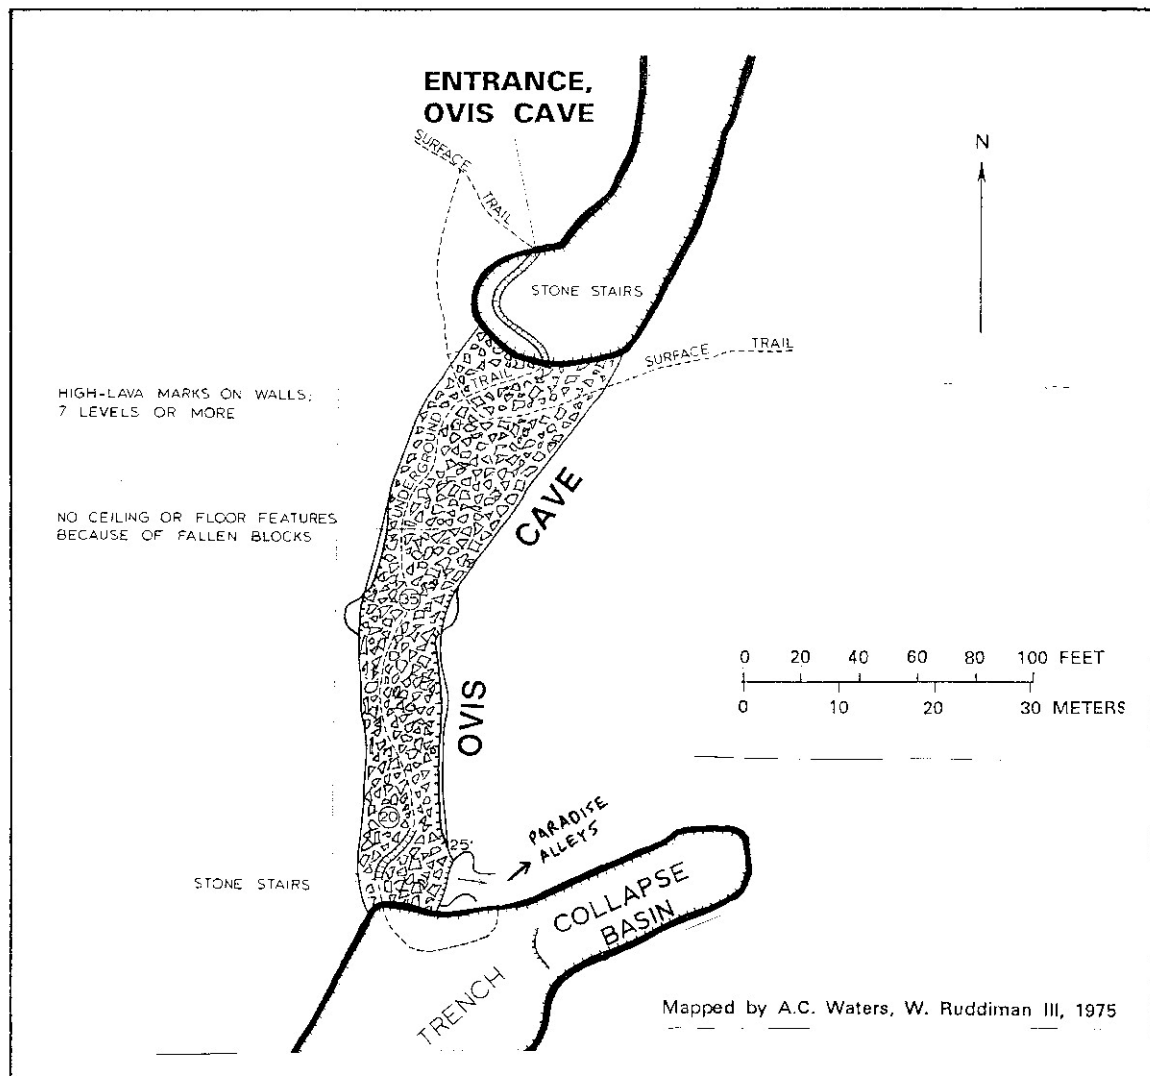 ENTRANCE,
OVIS CAVE
SURFACE
TRAIL
N
STONE STAIRS
SURFACE TRAIL
TRAIL
UNDERGROUND
HIGH-LAVA MARKS ON WALLS;
7 LEVELS OR MORE
NO CEILING OR FLOOR FEATURES
BECAUSE OF FALLEN BLOCKS
CAVE
35
OVIS
0 20 40 60 80 100 FEET
0 10 20 30 METERS
20
25'
PARADISE
ALLEYS
STONE STAIRS
COLLAPSE
BASIN
TRENCH
Mapped by A.C. Waters, W. Ruddiman III, 1975